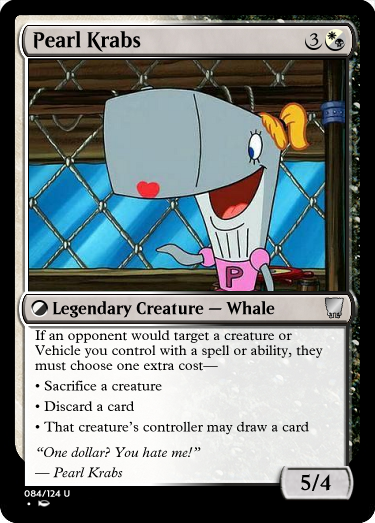 Pearl Krabs 3
P
Legendary Creature — Whale
If an opponent would target a creature or
Vehicle you control with a spell or ability, they
must choose one extra cost—
• Sacrifice a creature
• Discard a card
• That creature's controller may draw a card
“One dollar? You hate me!”
— Pearl Krabs
5/4
084/124 U